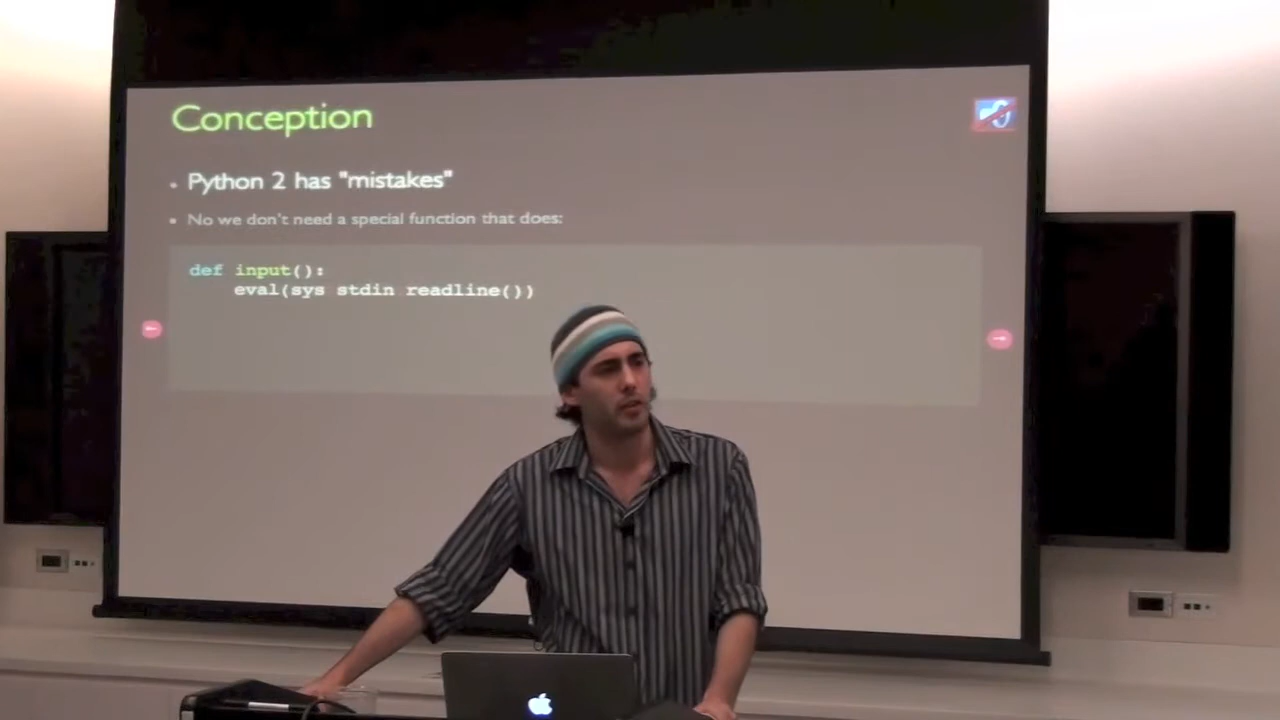 Conception
Python 2 has "mistakes"
No we don't need a special function that does:
def input():
eval(sys stdin readline())